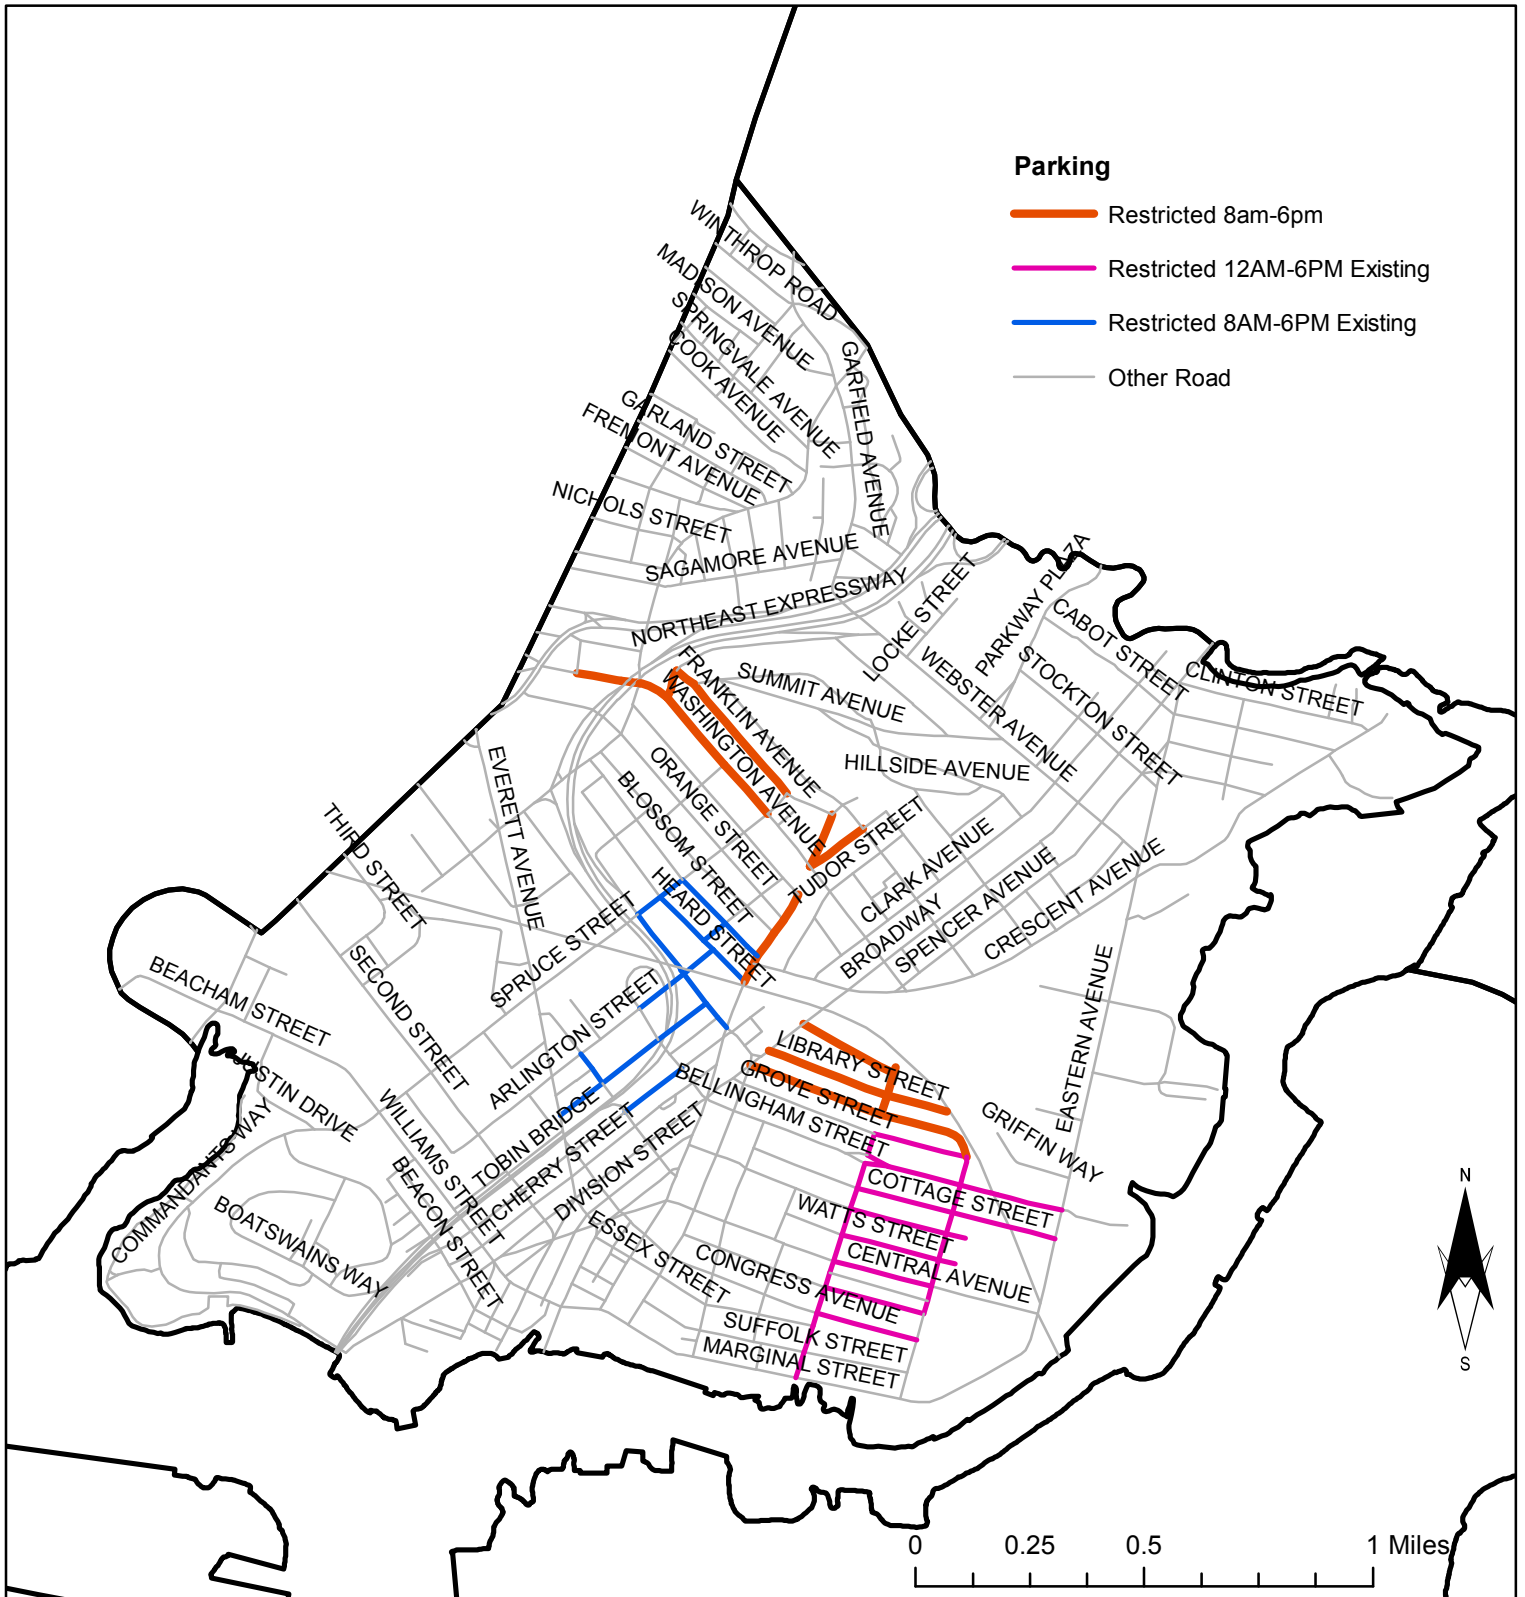 Parking
Restricted 8am-6pm
Restricted 12AM-6PM Existing
Restricted 8AM-6PM Existing
Other Road
WINTHROP ROAD
MADISON AVENUE
SPRINGVALE AVENUE
COOK AVENUE
GARFIELD AVENUE
GARLAND STREET
FREMONT AVENUE
NICHOLS STREET
SAGAMORE AVENUE
NORTHEAST EXPRESSWAY
LOCKE STREET
PARKWAY PLAZA
CABOT STREET
CLINTON STREET
STOCKTON STREET
WEBSTER AVENUE
SUMMIT AVENUE
FRANKLIN AVENUE
WASHINGTON AVENUE
HILLSIDE AVENUE
ORANGE STREET
BLOSSOM STREET
EVERETT AVENUE
THIRD STREET
TUDOR STREET
CLARK AVENUE
BROADWAY
SPENCER AVENUE
CRESCENT AVENUE
HEARD STREET
SPRUCE STREET
SECOND STREET
BEACHAM STREET
ARLINGTON STREET
EASTERN AVENUE
LIBRARY STREET
GROVE STREET
BELLINGHAM STREET
GRIFFIN WAY
JUSTIN DRIVE
COMMANDANTS WAY
WILLIAMS STREET
TOBIN BRIDGE
CHERRY STREET
DIVISION STREET
BEACON STREET
BOATSWAINS WAY
ESSEX STREET
COTTAGE STREET
WATTS STREET
CENTRAL AVENUE
CONGRESS AVENUE
SUFFOLK STREET
MARGINAL STREET
N
S
0 0.25 0.5 1 Miles